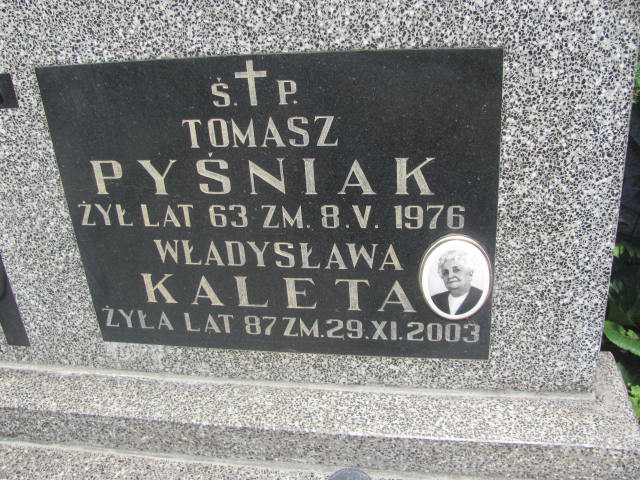 Ś. P.
TOMASZ
PYŚNIAK
ŻYŁ LAT 63 ZM. 8.V. 1976
WŁADYSŁAWA
KALETA
ŻYŁA LAT 87 ZM. 29.XI.2003